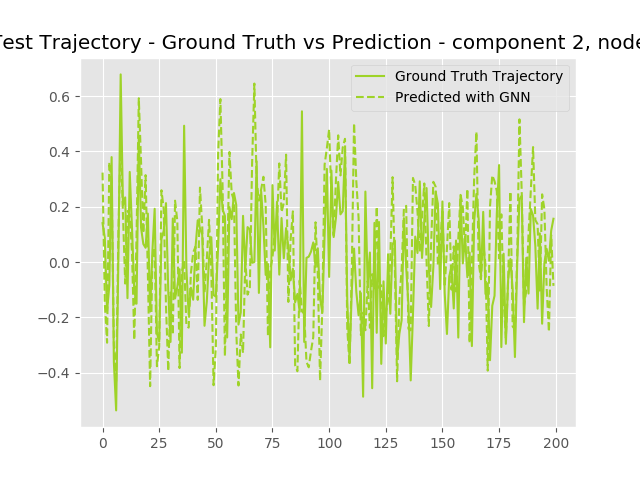 Test Trajectory - Ground Truth vs Prediction - component 2, node
Ground Truth Trajectory
Predicted with GNN
0.6
0.4
0.2
0.0
−0.2
−0.4
0 25 50 75 100 125 150 175 200